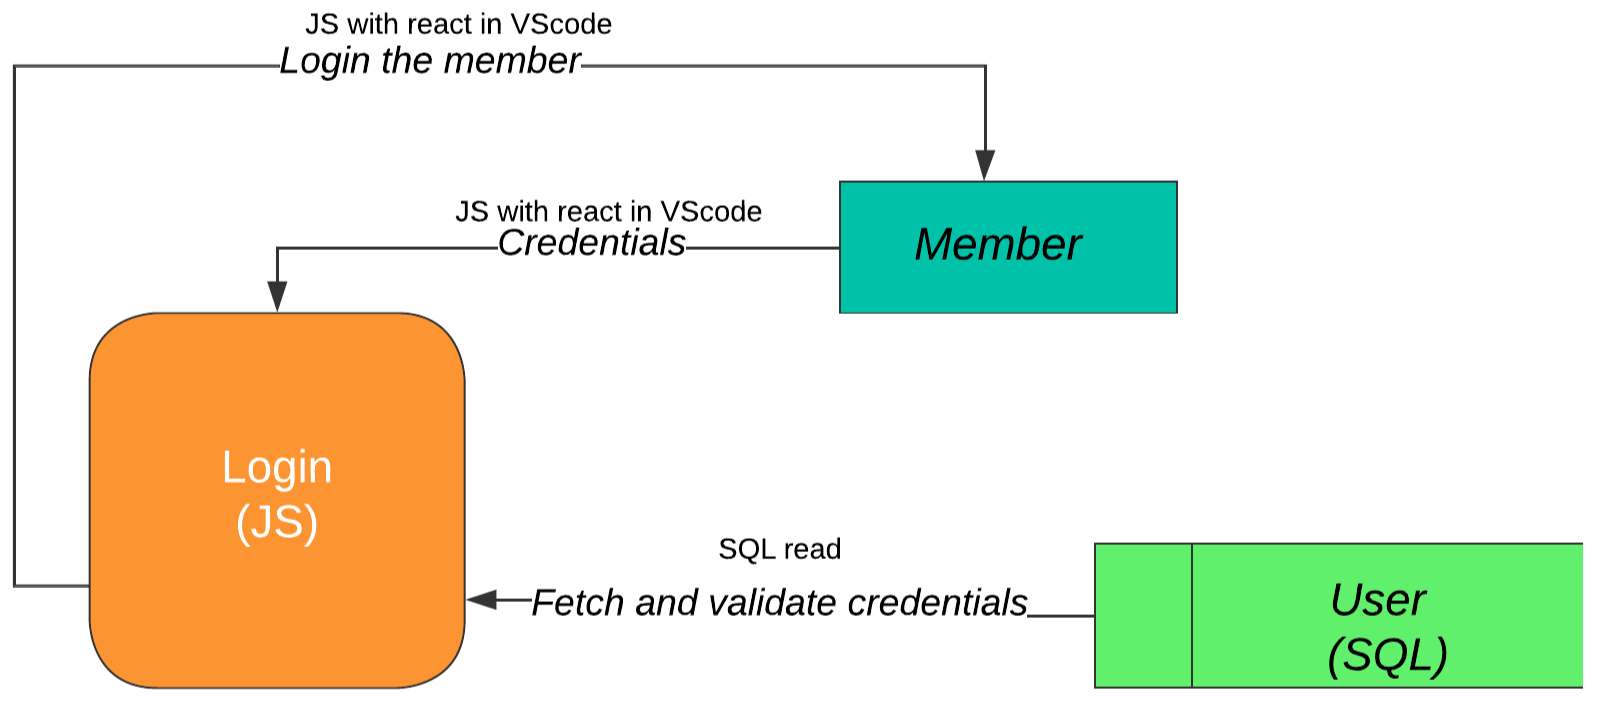 JS with react in VScode
Login the member
JS with react in VScode
Credentials
Member
Login
(JS)
SQL read
Fetch and validate credentials
User
(SQL)